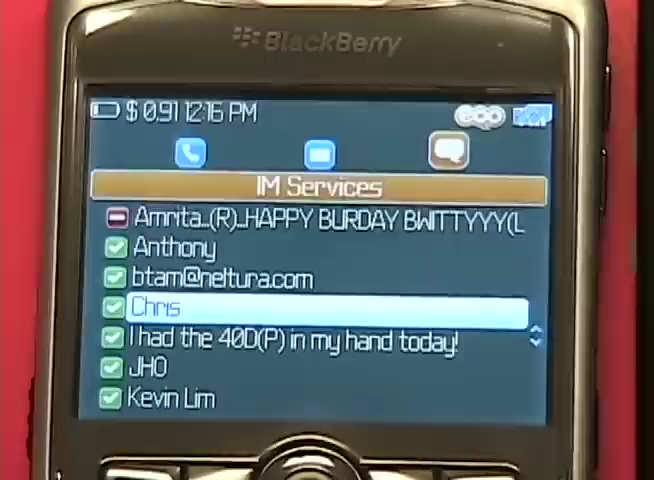 BlackBerry
$ 0.91 12:16 PM
eqo
IM Services
Amrita...(R)...HAPPY BURDAY BWITTYYY(L
Anthony
btam@neltura.com
Chris
I had the 40D(P) in my hand today!
JHO
Kevin Lim